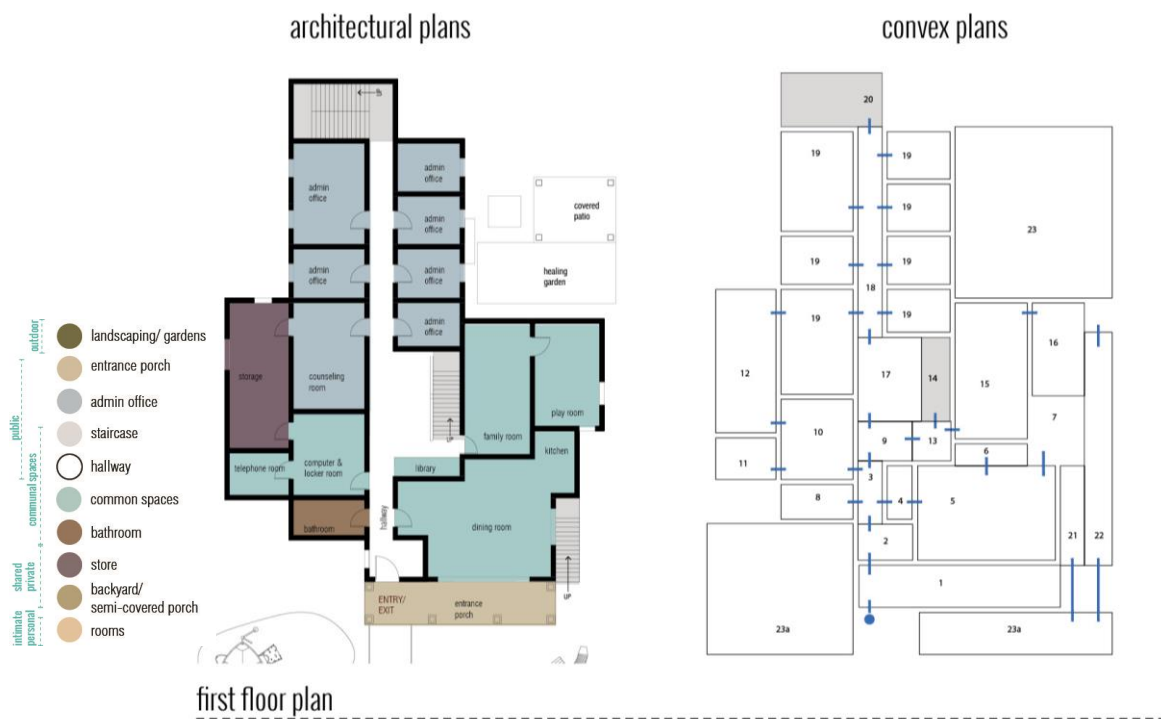 architectural plans
convex plans
UP
admin
office
admin
office
admin
office
admin
office
admin
office
admin
office
covered
patio
healing
garden
storage
counseling
room
telephone room
computer &
locker room
bathroom
hallway
library
UP
family room
play room
kitchen
dining room
UP
ENTRY/
EXIT
entrance
porch
outdoor
public
communal spaces
shared
private
intimate
personal
landscaping/ gardens
entrance porch
admin office
staircase
hallway
common spaces
bathroom
store
backyard/
semi-covered porch
rooms
20
19
19
19
23
19
19
18
19
19
12
17
14
15
16
7
10
9
13
11
3
6
8
4
5
2
21
22
1
23a
23a
first floor plan